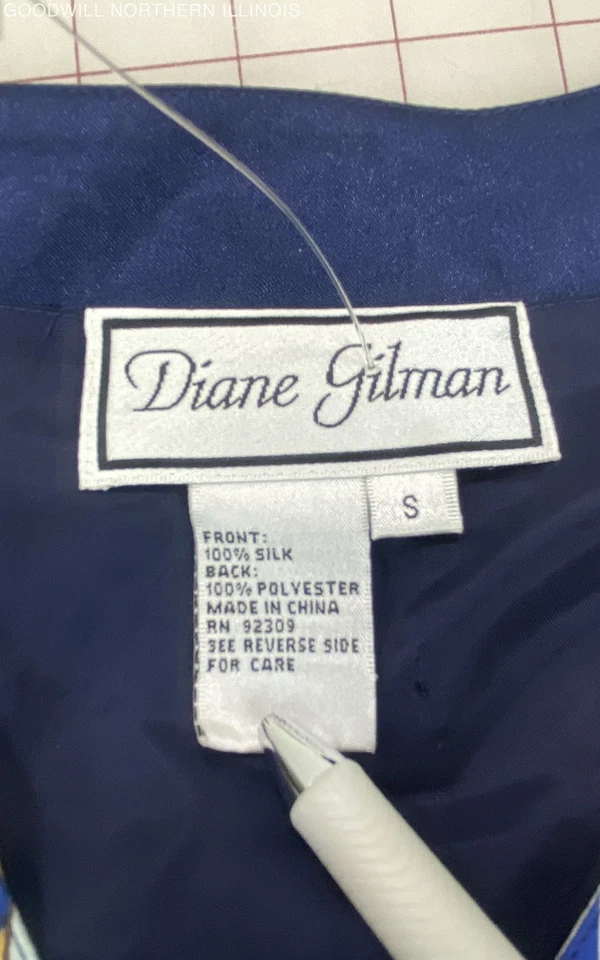 GOODWILL NORTHERN ILLINOIS
Diane Gilman
S
FRONT:
100% SILK
BACK:
100% POLYESTER
MADE IN CHINA
RN 92309
SEE REVERSE SIDE
FOR CARE